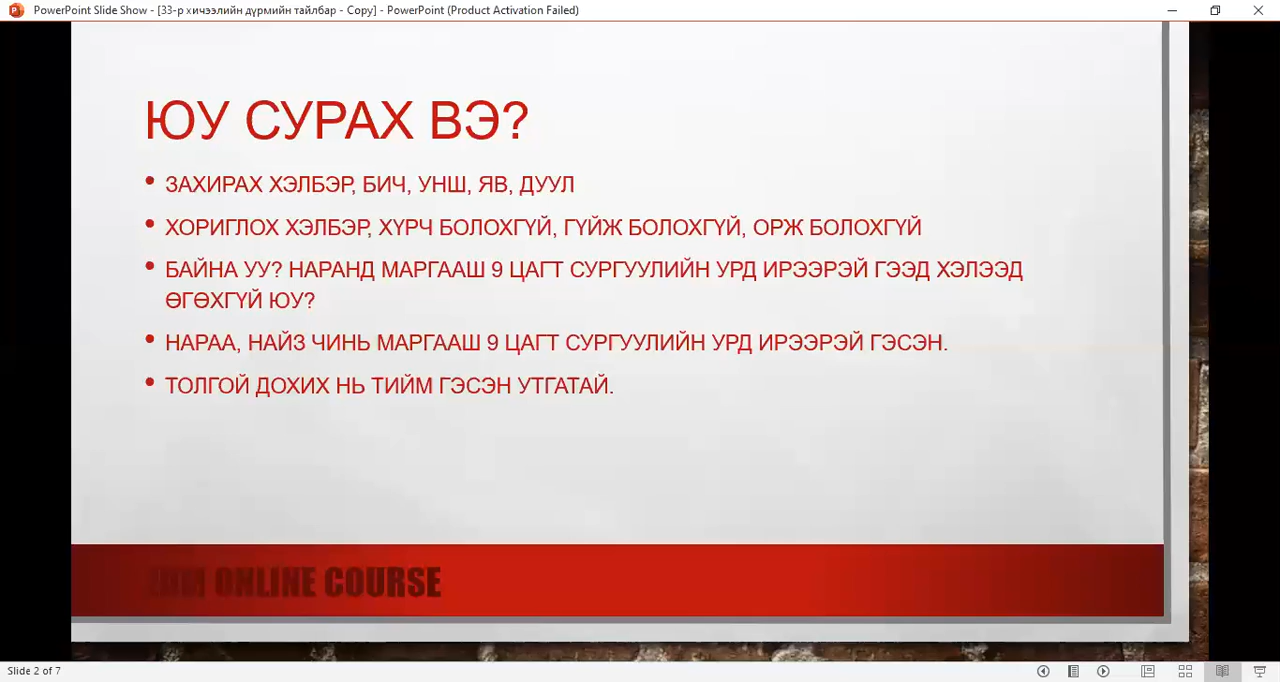 PowerPoint Slide Show - [33-р хичээлийн дүрмийн тайлбар - Copy] - PowerPoint (Product Activation Failed)
ЮУ СУРАХ ВЭ?
• ЗАХИРАХ ХЭЛБЭР, БИЧ, УНШ, ЯВ, ДУУЛ
• ХОРИГЛОХ ХЭЛБЭР, ХҮРЧ БОЛОХГҮЙ, ГҮЙЖ БОЛОХГҮЙ, ОРЖ БОЛОХГҮЙ
• БАЙНА УУ? НАРАНД МАРГААШ 9 ЦАГТ СУРГУУЛИЙН УРД ИРЭЭРЭЙ ГЭЭД ХЭЛЭЭД
ӨГӨХГҮЙ ЮУ?
• НАРАА, НАЙЗ ЧИНЬ МАРГААШ 9 ЦАГТ СУРГУУЛИЙН УРД ИРЭЭРЭЙ ГЭСЭН.
• ТОЛГОЙ ДОХИХ НЬ ТИЙМ ГЭСЭН УТГАТАЙ.
ONLINE COURSE
Slide 2 of 7